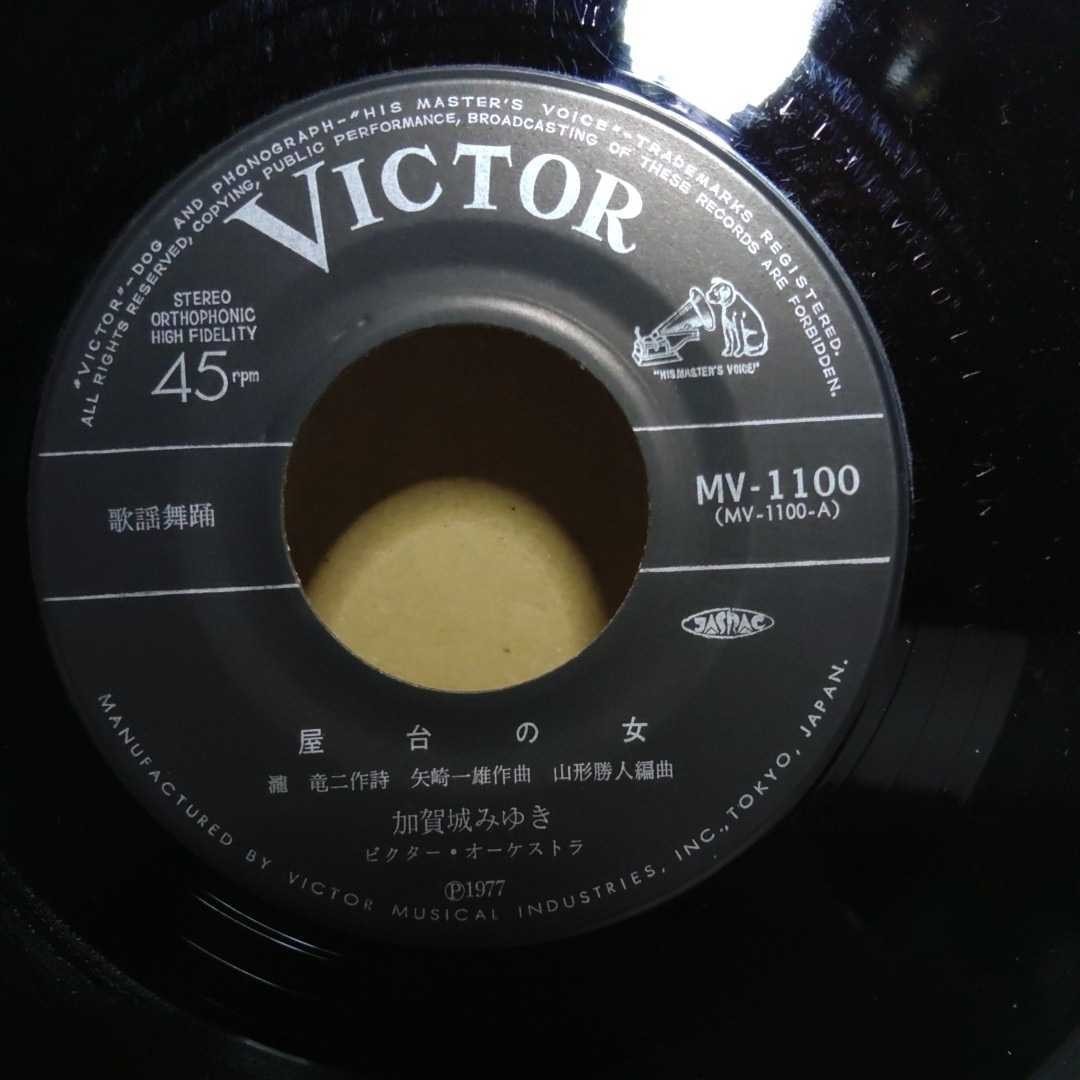 "VICTOR"-DOG AND PHONOGRAPH-"HIS MASTER'S VOICE"-TRADEMARKS REGISTERED.
ALL RIGHTS RESERVED, COPYING, PUBLIC PERFORMANCE, BROADCASTING OF THESE RECORDS ARE FORBIDDEN.
VICTOR
STEREO
ORTHOPHONIC
HIGH FIDELITY
45rpm
"HIS MASTER'S VOICE"
歌謡舞踊
MV-1100
(MV-1100-A)
JASRAC
屋台の女
瀧 竜二作詩 矢崎一雄作曲 山形勝人編曲
加賀城みゆき
ビクター・オーケストラ
Ⓟ1977
MANUFACTURED BY VICTOR MUSICAL INDUSTRIES, INC., TOKYO, JAPAN.